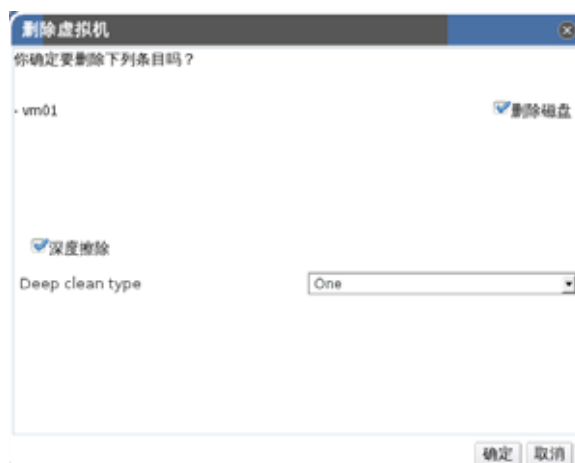 删除虚拟机
你确定要删除下列条目吗？
- vm01 删除磁盘
深度擦除
Deep clean type One
确定 取消